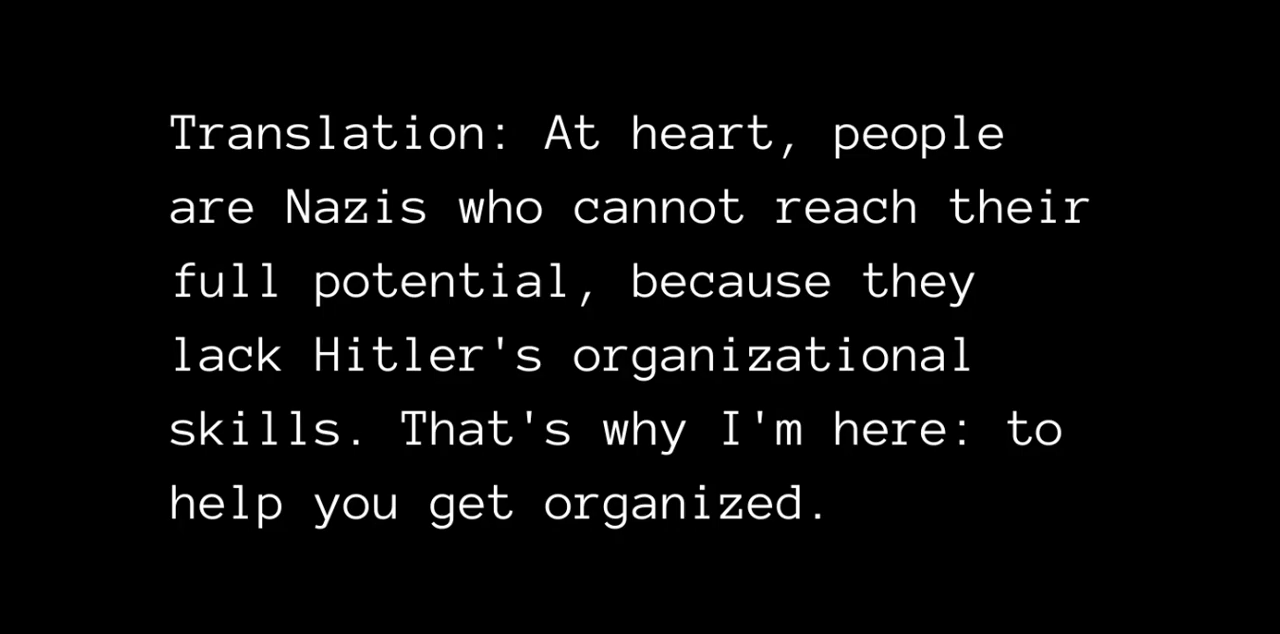 Translation: At heart, people
are Nazis who cannot reach their
full potential, because they
lack Hitler's organizational
skills. That's why I'm here: to
help you get organized.